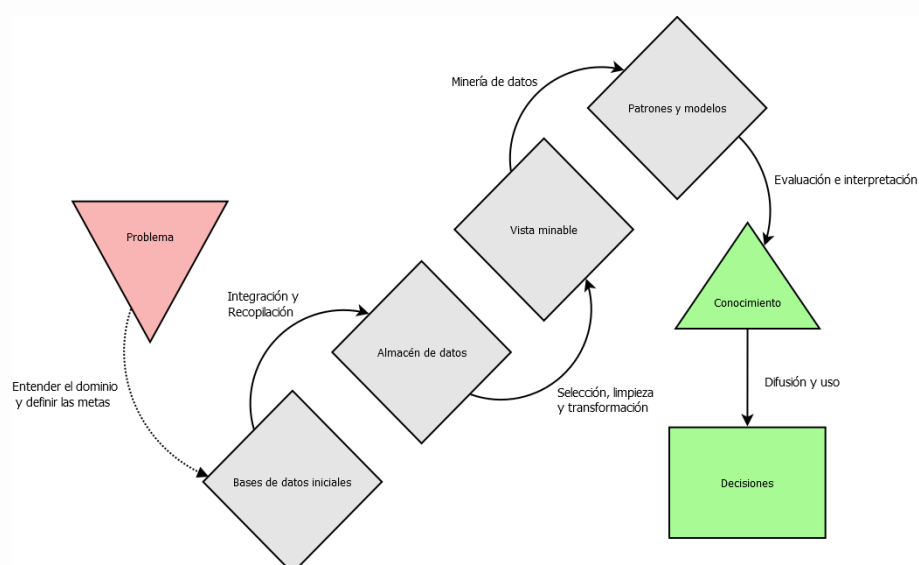 Problema
Entender el dominio
y definir las metas
Bases de datos iniciales
Integración y
Recopilación
Almacén de datos
Selección, limpieza
y transformación
Vista minable
Minería de datos
Patrones y modelos
Evaluación e interpretación
Conocimiento
Difusión y uso
Decisiones